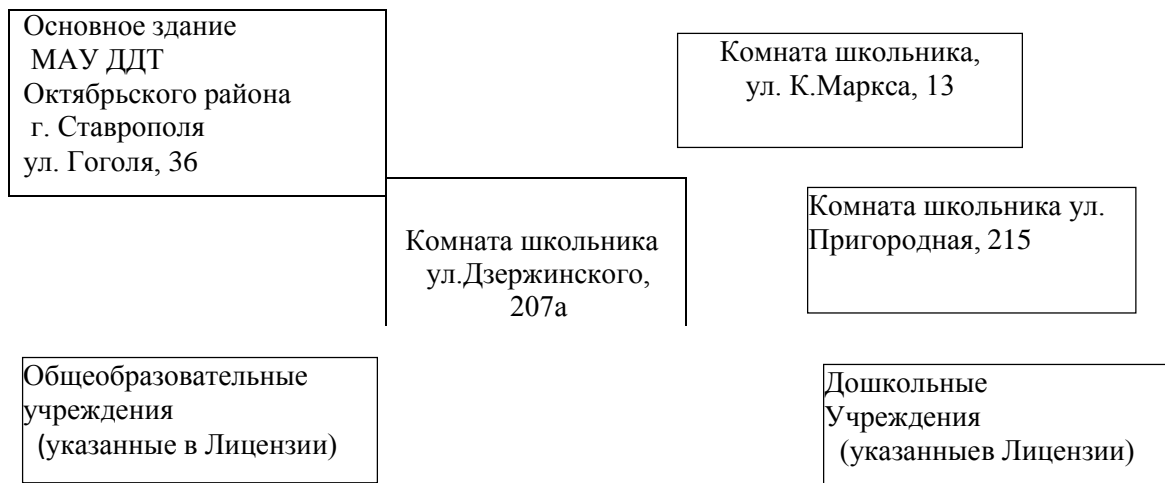 Основное здание
МАУ ДДТ
Октябрьского района
г. Ставрополя
ул. Гоголя, 36
Комната школьника,
ул. К.Маркса, 13
Комната школьника
ул.Дзержинского,
207а
Комната школьника ул.
Пригородная, 215
Общеобразовательные
учреждения
(указанные в Лицензии)
Дошкольные
Учреждения
(указанныев Лицензии)